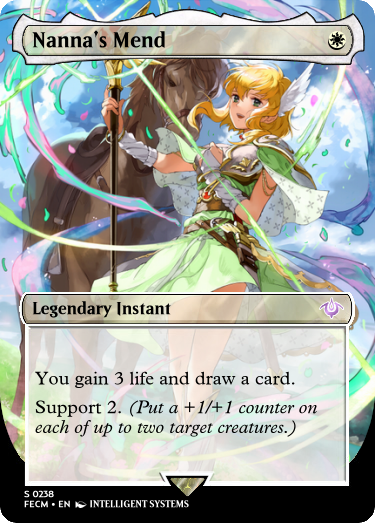 Nanna's Mend
Legendary Instant
You gain 3 life and draw a card.
Support 2. (Put a +1/+1 counter on
each of up to two target creatures.)
S 0238
FECM • EN INTELLIGENT SYSTEMS